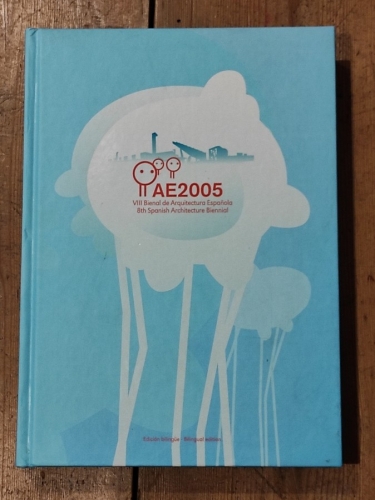 AE2005
VIII Bienal de Arquitectura Española
8th Spanish Architecture Biennial
Edición bilingüe - Bilingual edition